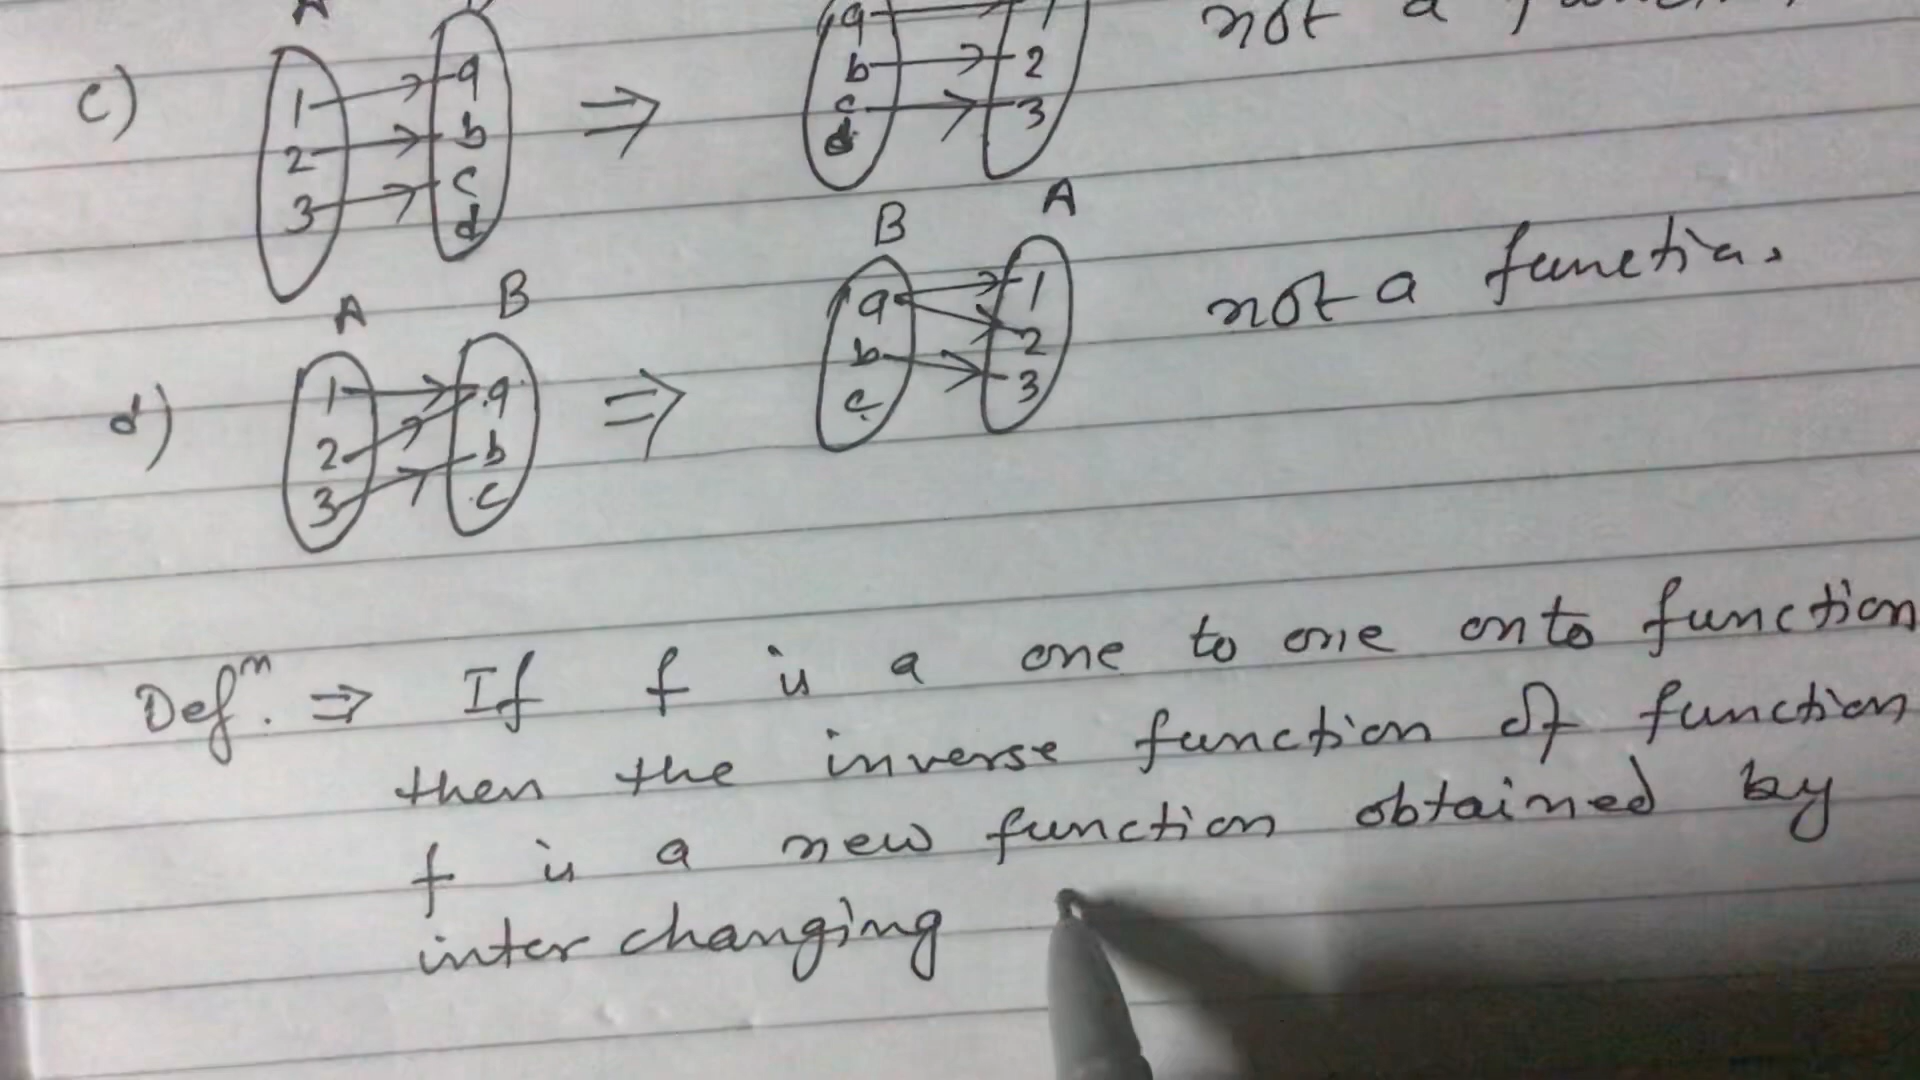 A B
c) 1 2 3 a b c d ⇒ a b c d 1 2 3 not a
A B
1 2 3 a b c ⇒ a b c 1 2 3 not a function.
d)
B A
Defⁿ. ⇒ If f is a one to one onto function
then the inverse function of function
f is a new function obtained by
inter changing